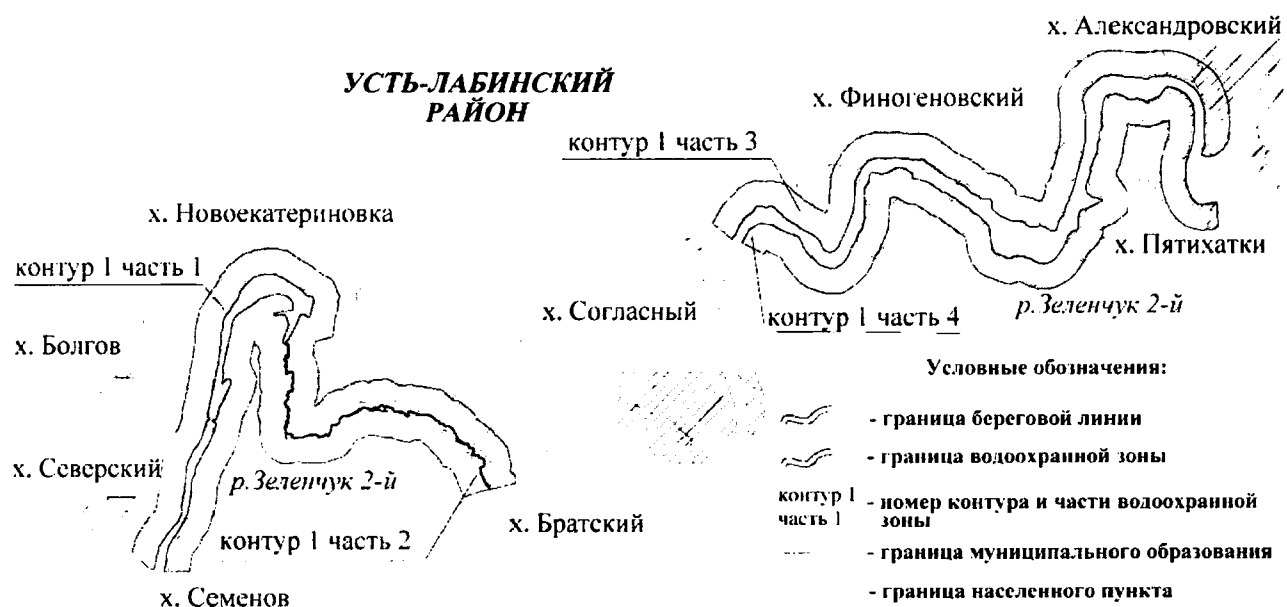 х. Александровский
УСТЬ-ЛАБИНСКИЙ
РАЙОН
х. Финогеновский
контур 1 часть 3
х. Новоекатериновка
х. Пятихатки
контур 1 часть 1
х. Согласный
контур 1 часть 4
р.Зеленчук 2-й
х. Болгов
Условные обозначения:
- граница береговой линии
- граница водоохранной зоны
х. Северский
р.Зеленчук 2-й
контур 1
часть 1
- номер контура и части водоохранной
зоны
х. Братский
контур 1 часть 2
- граница муниципального образования
- граница населенного пункта
х. Семенов